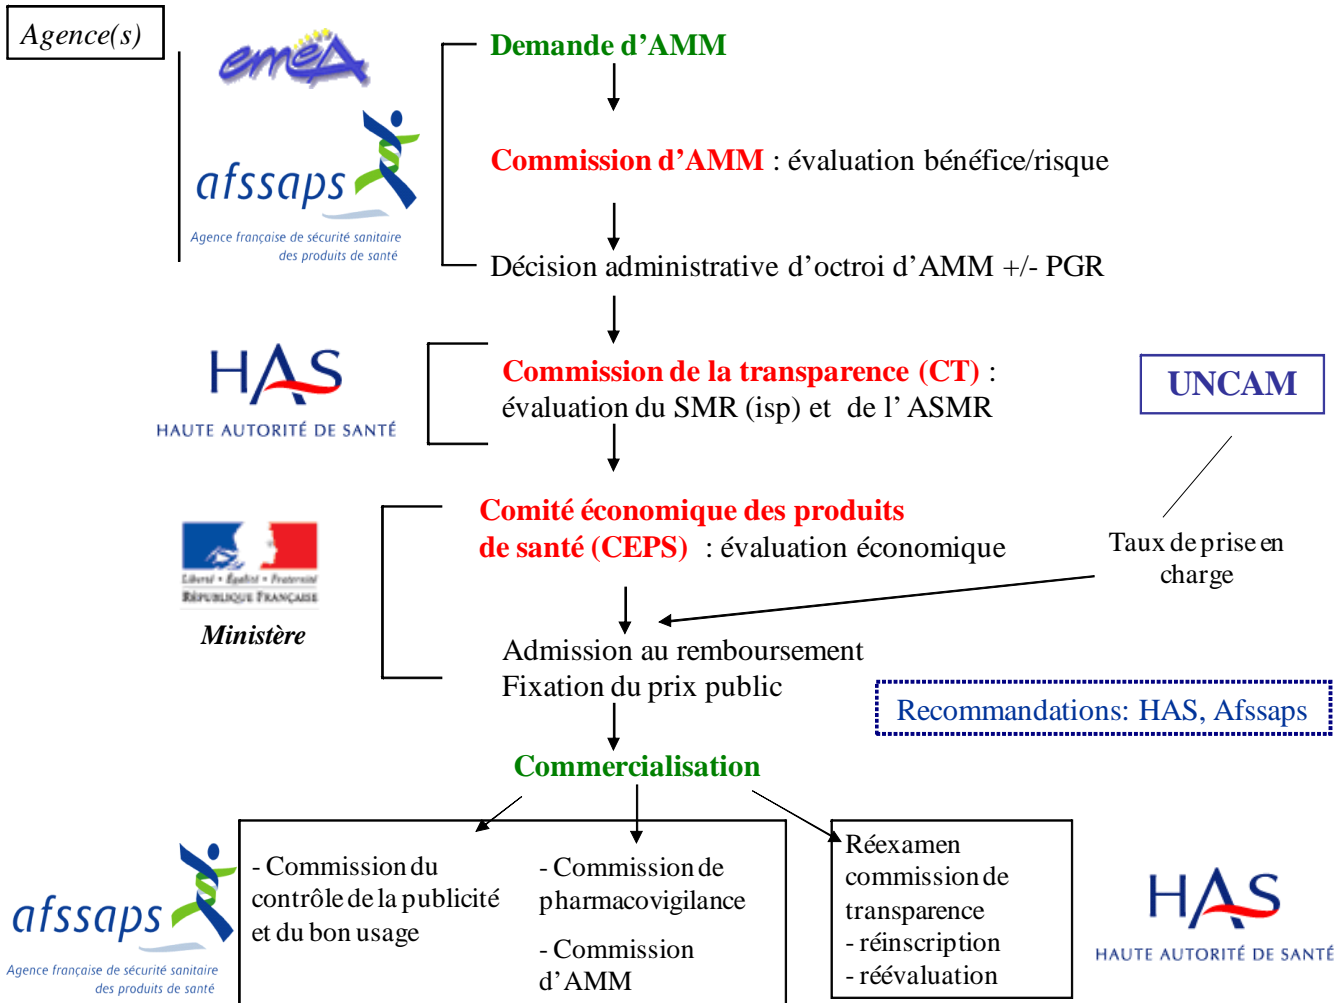 Agence(s)
emeA
Demande d'AMM
afssaps
Agence française de sécurité sanitaire
des produits de santé
Commission d'AMM : évaluation bénéfice/risque
Décision administrative d'octroi d'AMM +/- PGR
HAS
HAUTE AUTORITÉ DE SANTÉ
Commission de la transparence (CT) :
évaluation du SMR (isp) et de l'ASMR
UNCAM
Comité économique des produits
de santé (CEPS) : évaluation économique
Taux de prise en
charge
Liberté • Égalité • Fraternité
RÉPUBLIQUE FRANÇAISE
Ministère
Admission au remboursement
Fixation du prix public
Recommandations: HAS, Afssaps
Commercialisation
afssaps
Agence française de sécurité sanitaire
des produits de santé
- Commission du
contrôle de la publicité
et du bon usage
- Commission de
pharmacovigilance
- Commission
d'AMM
Réexamen
commission de
transparence
- réinscription
- réévaluation
HAS
HAUTE AUTORITÉ DE SANTÉ